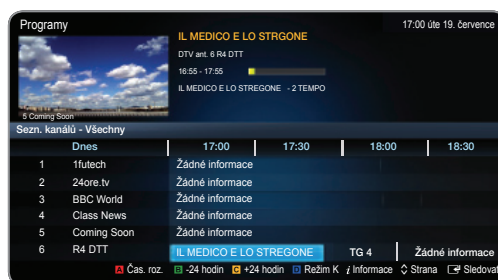 Programy
17:00 úte 19. července
IL MEDICO E LO STRGONE
DTV ant. 6 R4 DTT
16:55 - 17:55
IL MEDICO E LO STREGONE - 2 TEMPO
5 Coming Soon
Sezn. kanálů - Všechny
Dnes 17:00 17:30 18:00 18:30
1 1futech Žádné informace
2 24ore.tv Žádné informace
3 BBC World Žádné informace
4 Class News Žádné informace
5 Coming Soon Žádné informace
6 R4 DTT IL MEDICO E LO STREGONE TG 4 Žádné informace
A Čas. roz. B -24 hodin C +24 hodin D Režim K i Informace Strana Sledovat